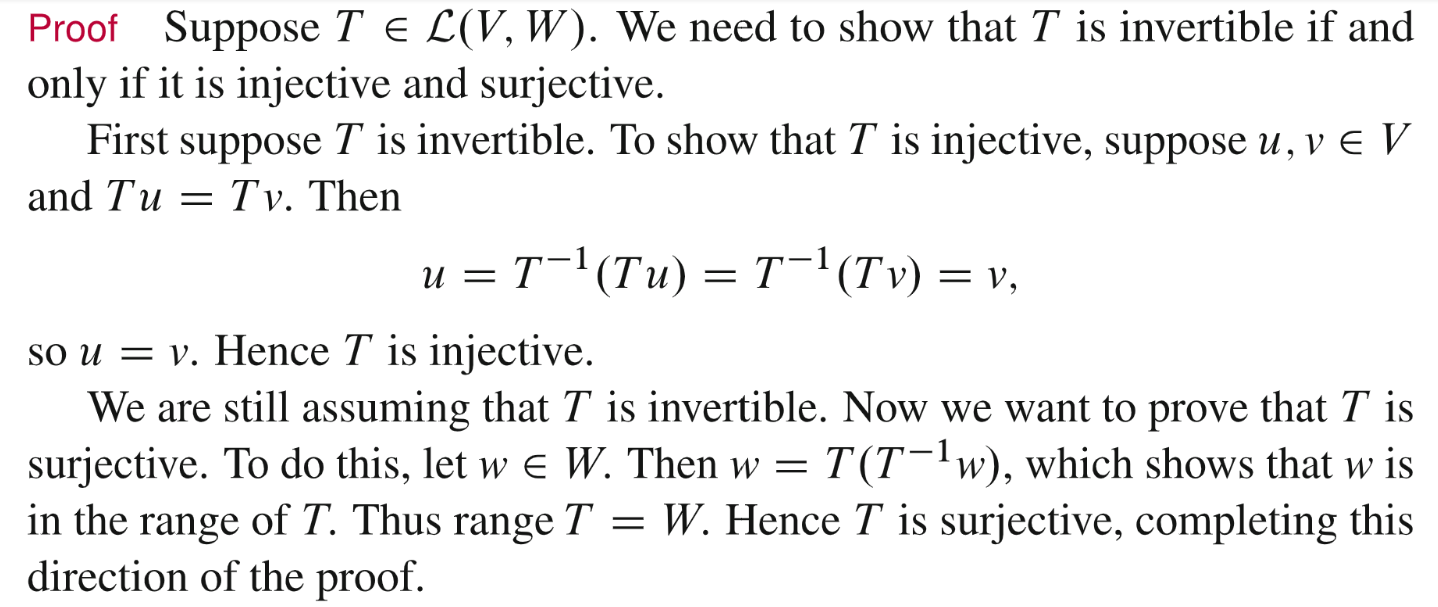 Proof Suppose T ∈ ℒ(V, W). We need to show that T is invertible if and
only if it is injective and surjective.
First suppose T is invertible. To show that T is injective, suppose u, v ∈ V
and Tu = Tv. Then
u = T⁻¹(Tu) = T⁻¹(Tv) = v,
so u = v. Hence T is injective.
We are still assuming that T is invertible. Now we want to prove that T is
surjective. To do this, let w ∈ W. Then w = T(T⁻¹w), which shows that w is
in the range of T. Thus range T = W. Hence T is surjective, completing this
direction of the proof.